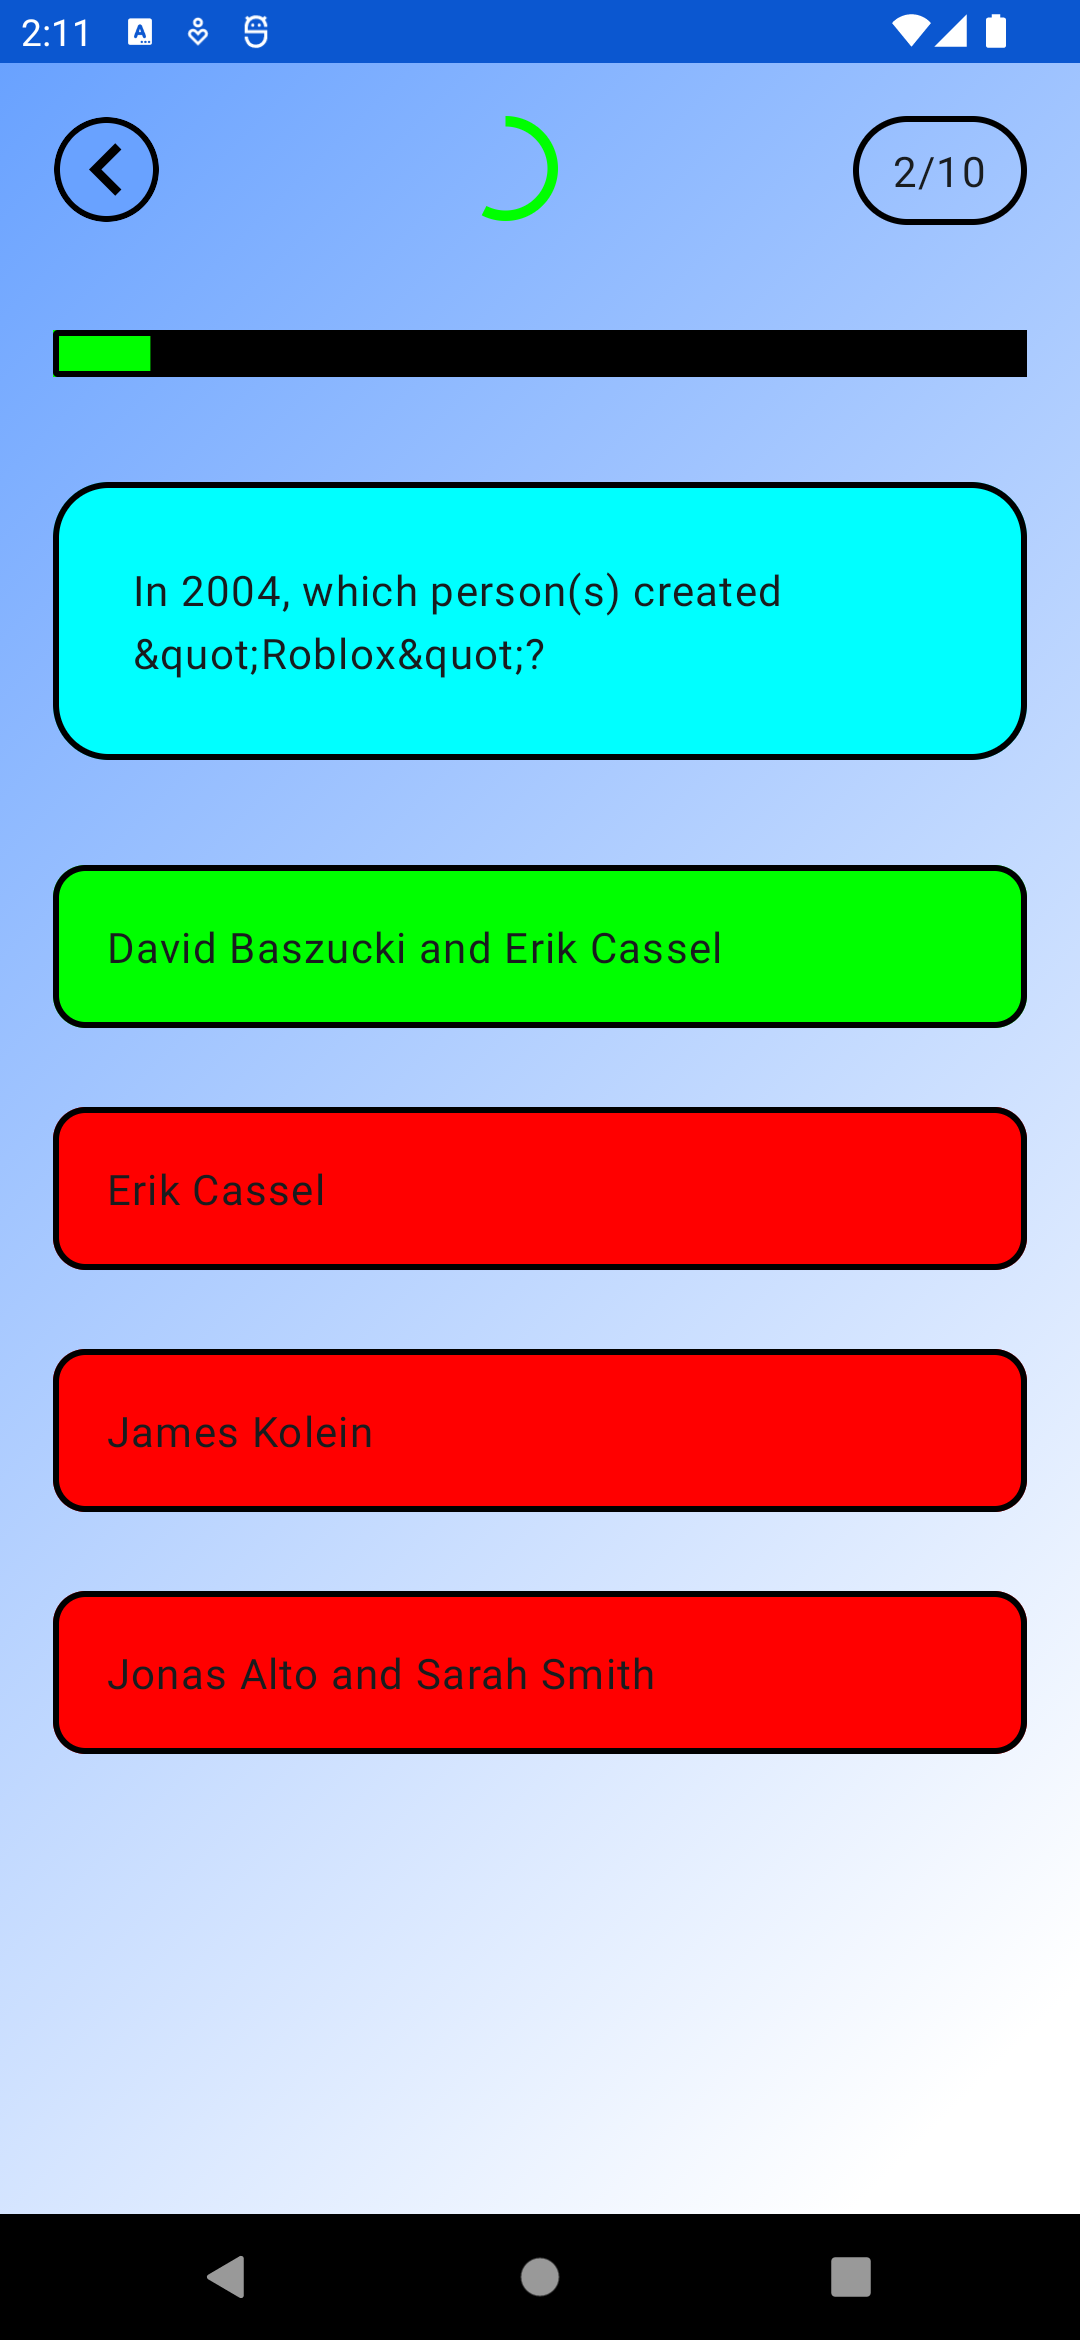 2:11
2/10
In 2004, which person(s) created
&quot;Roblox&quot;?
David Baszucki and Erik Cassel
Erik Cassel
James Kolein
Jonas Alto and Sarah Smith